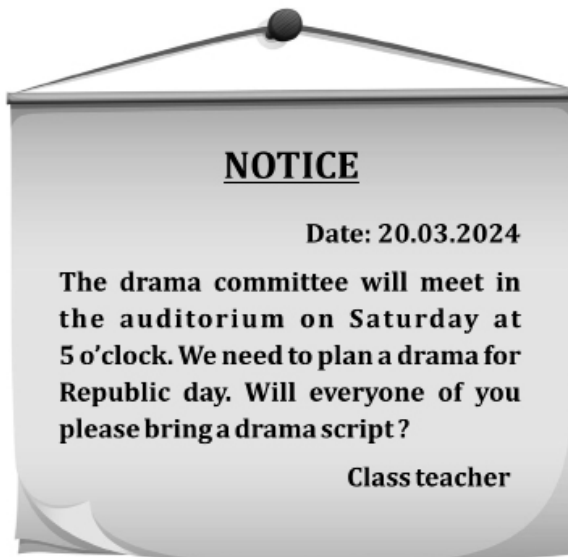 NOTICE
Date: 20.03.2024
The drama committee will meet in
the auditorium on Saturday at
5 o'clock. We need to plan a drama for
Republic day. Will everyone of you
please bring a drama script?
Class teacher